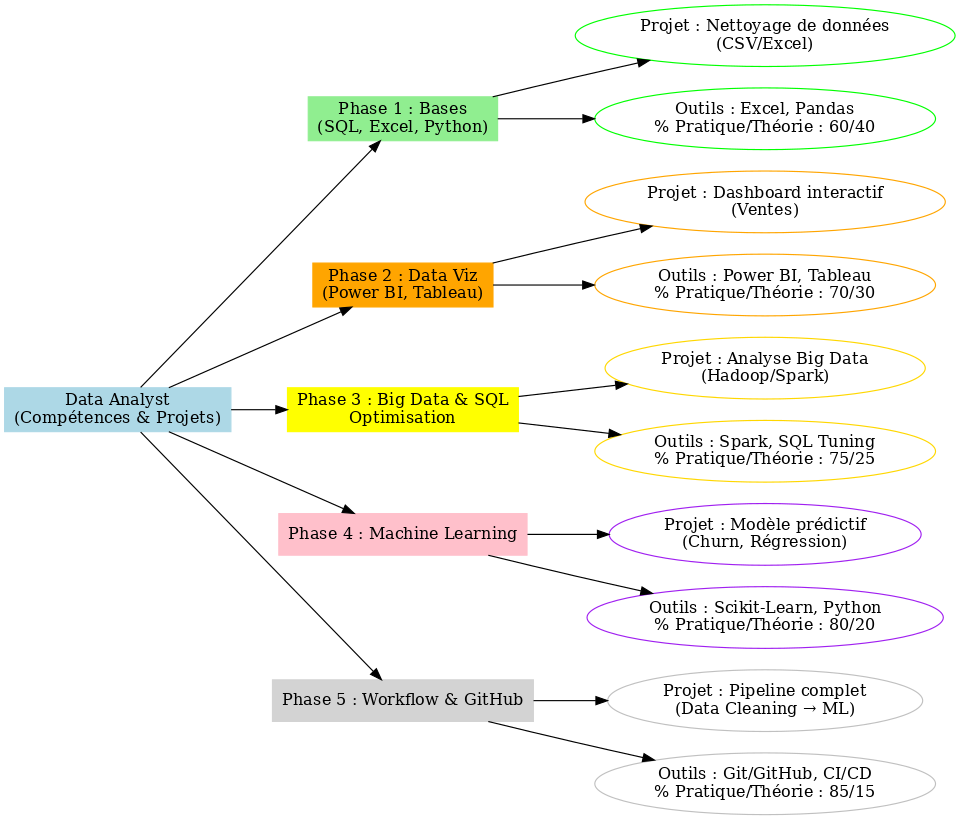 Data Analyst
(Compétences & Projets)
Phase 1 : Bases
(SQL, Excel, Python)
Projet : Nettoyage de données
(CSV/Excel)
Outils : Excel, Pandas
% Pratique/Théorie : 60/40
Phase 2 : Data Viz
(Power BI, Tableau)
Projet : Dashboard interactif
(Ventes)
Outils : Power BI, Tableau
% Pratique/Théorie : 70/30
Phase 3 : Big Data & SQL
Optimisation
Projet : Analyse Big Data
(Hadoop/Spark)
Outils : Spark, SQL Tuning
% Pratique/Théorie : 75/25
Phase 4 : Machine Learning
Projet : Modèle prédictif
(Churn, Régression)
Outils : Scikit-Learn, Python
% Pratique/Théorie : 80/20
Phase 5 : Workflow & GitHub
Projet : Pipeline complet
(Data Cleaning → ML)
Outils : Git/GitHub, CI/CD
% Pratique/Théorie : 85/15